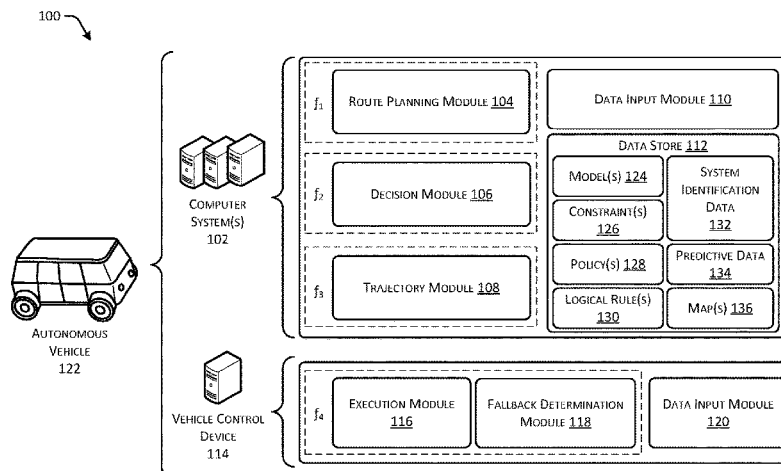 100
f1
ROUTE PLANNING MODULE 104
DATA INPUT MODULE 110
DATA STORE 112
MODEL(S) 124
SYSTEM
IDENTIFICATION
DATA
132
f2
DECISION MODULE 106
CONSTRAINT(S)
126
COMPUTER
SYSTEM(S)
102
POLICY(S) 128
PREDICTIVE DATA
134
f3
TRAJECTORY MODULE 108
LOGICAL RULE(S)
130
MAP(S) 136
AUTONOMOUS
VEHICLE
122
f4
EXECUTION MODULE
116
FALLBACK DETERMINATION
MODULE 118
DATA INPUT MODULE
120
VEHICLE CONTROL
DEVICE
114